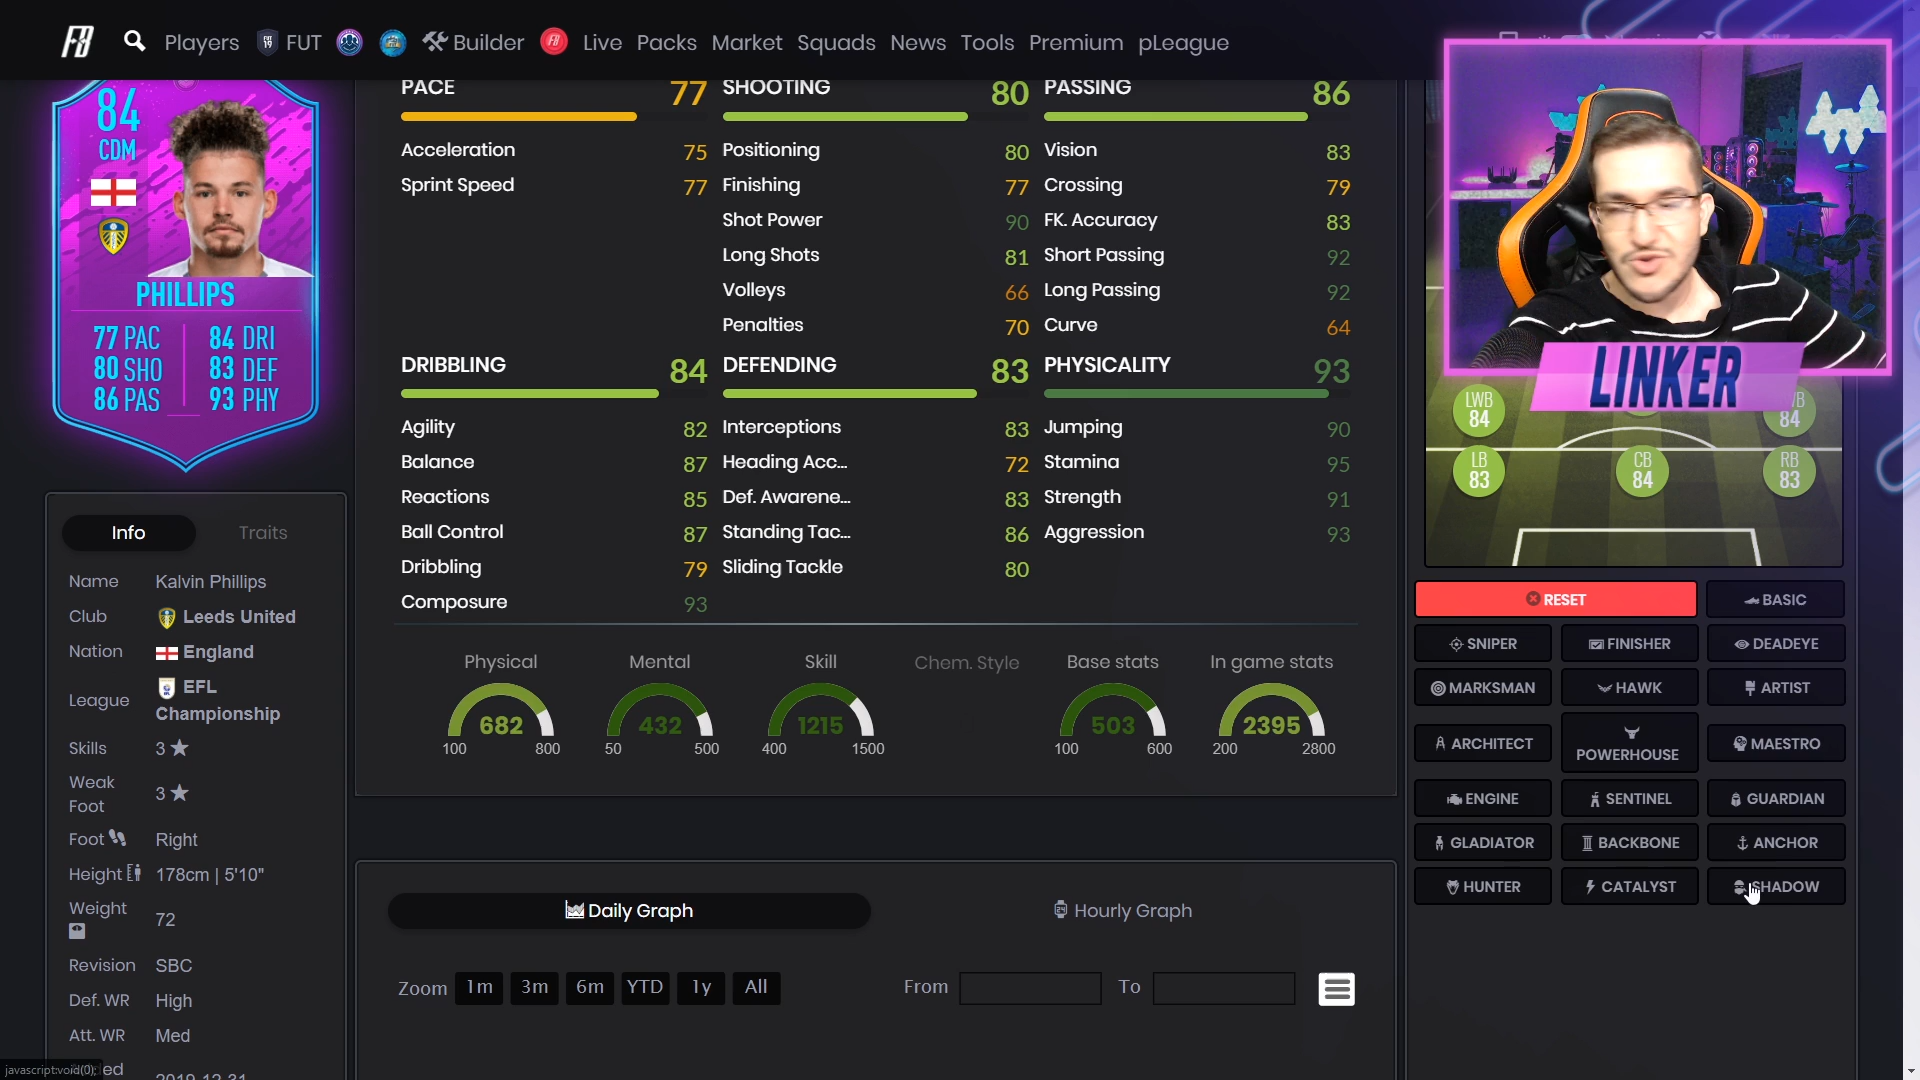 FB Players FUT Builder Live Packs Market Squads News Tools Premium pLeague
84
CDM
PHILLIPS
77 PAC 84 DRI
80 SHO 83 DEF
86 PAS 93 PHY
PACE 77
Acceleration 75
Sprint Speed 77
SHOOTING 80
Positioning 80
Finishing 77
Shot Power 90
Long Shots 81
Volleys 66
Penalties 70
PASSING 86
Vision 83
Crossing 79
FK. Accuracy 83
Short Passing 92
Long Passing 92
Curve 64
DRIBBLING 84
Agility 82
Balance 87
Reactions 85
Ball Control 87
Dribbling 79
Composure 93
DEFENDING 83
Interceptions 83
Heading Acc... 72
Def. Awarene... 83
Standing Tac... 86
Sliding Tackle 80
PHYSICALITY 93
Jumping 90
Stamina 95
Strength 91
Aggression 93
Physical Mental Skill Chem. Style Base stats In game stats
682 432 1215 503 2395
100 800 50 500 400 1500 100 600 200 2800
Info Traits
Name Kalvin Phillips
Club Leeds United
Nation England
League EFL
Championship
Skills 3
Weak
Foot 3
Foot Right
Height 178cm | 5'10"
Weight 72
Revision SBC
Def. WR High
Att. WR Med
2019-12-31
javascript:void(0);
Daily Graph Hourly Graph
Zoom 1m 3m 6m YTD 1y All From To
LINKER
LWB
84
84
LB
83
CB
84
RB
83
RESET BASIC
SNIPER FINISHER DEADEYE
MARKSMAN HAWK ARTIST
ARCHITECT POWERHOUSE MAESTRO
ENGINE SENTINEL GUARDIAN
GLADIATOR BACKBONE ANCHOR
HUNTER CATALYST SHADOW